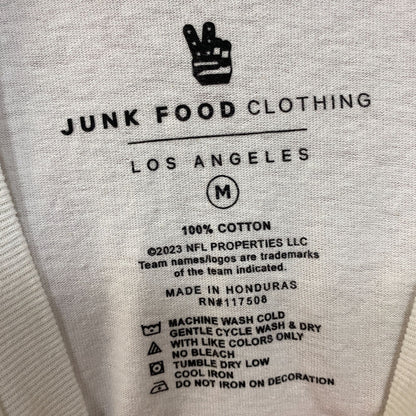 JUNK FOOD CLOTHING
LOS ANGELES
M
100% COTTON
©2023 NFL PROPERTIES LLC
Team names/logos are trademarks
of the team indicated.
MADE IN HONDURAS
RN#117508
MACHINE WASH COLD
GENTLE CYCLE WASH & DRY
WITH LIKE COLORS ONLY
NO BLEACH
TUMBLE DRY LOW
COOL IRON
DO NOT IRON ON DECORATION